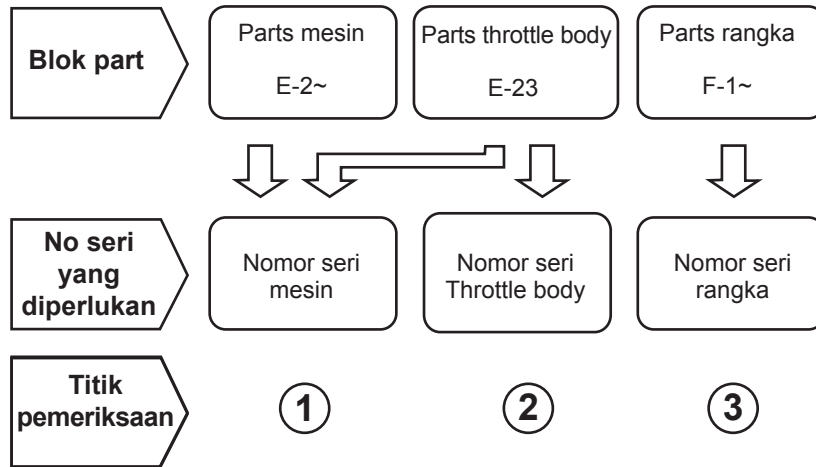 Blok part
Parts mesin
E-2~
Parts throttle body
E-23
Parts rangka
F-1~
No seri
yang
diperlukan
Nomor seri
mesin
Nomor seri
Throttle body
Nomor seri
rangka
Titik
pemeriksaan
1
2
3